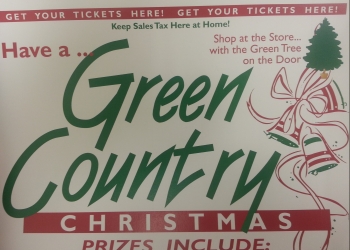 GET YOUR TICKETS HERE! GET YOUR TICKETS HERE!
Keep Sales Tax Here at Home!
Have a ...
Shop at the Store...
with the Green Tree
on the Door
Green
Country
CHRISTMAS
PRIZES INCLUDE: